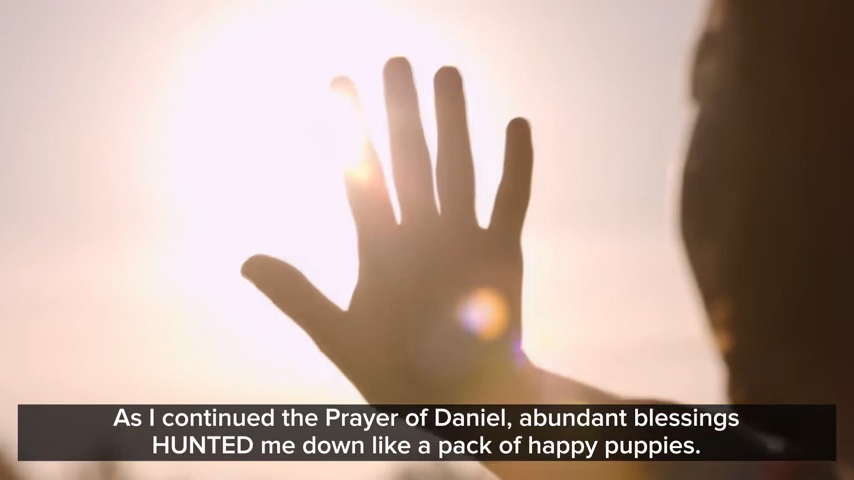 As I continued the Prayer of Daniel, abundant blessings
HUNTED me down like a pack of happy puppies.